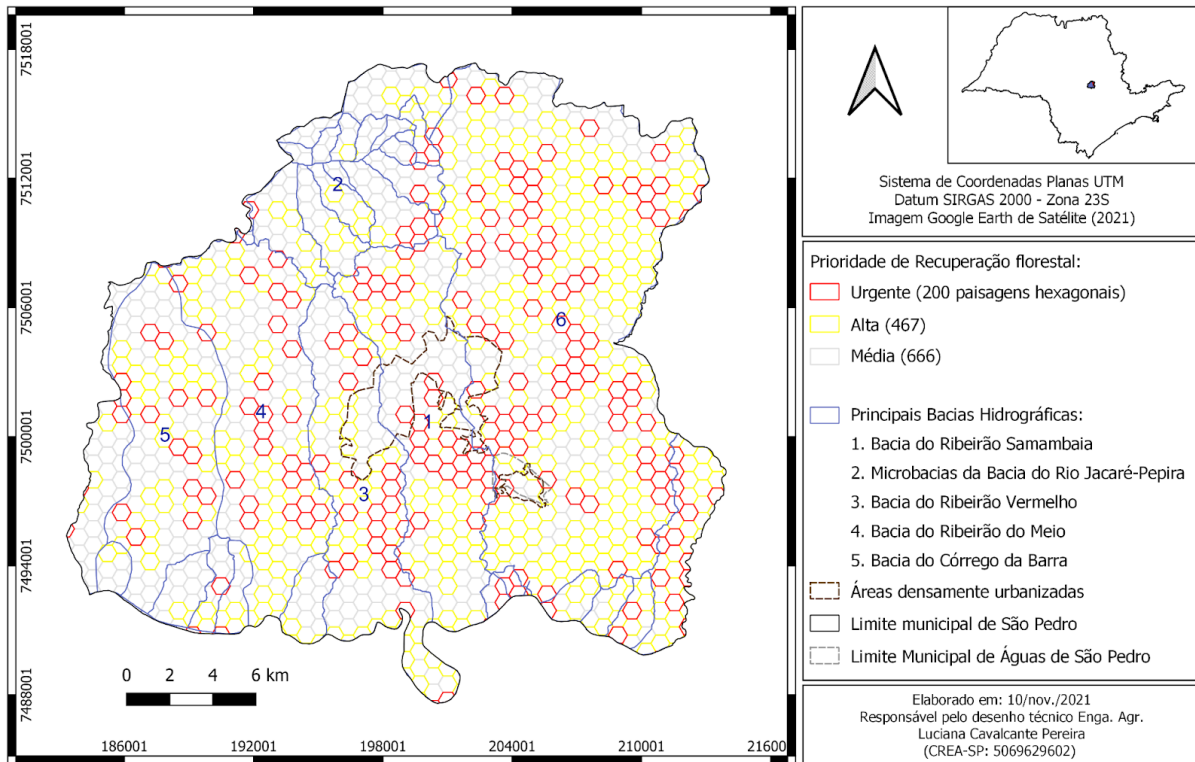 7518001
7512001
7506001
7500001
7494001
7488001
2
6
1
4
5
3
0 2 4 6 km
186001 192001 198001 204001 210001 21600
Sistema de Coordenadas Planas UTM
Datum SIRGAS 2000 - Zona 23S
Imagem Google Earth de Satélite (2021)
Prioridade de Recuperação florestal:
Urgente (200 paisagens hexagonais)
Alta (467)
Média (666)
Principais Bacias Hidrográficas:
1. Bacia do Ribeirão Samambaia
2. Microbacias da Bacia do Rio Jacaré-Pepira
3. Bacia do Ribeirão Vermelho
4. Bacia do Ribeirão do Meio
5. Bacia do Córrego da Barra
Áreas densamente urbanizadas
Limite municipal de São Pedro
Limite Municipal de Águas de São Pedro
Elaborado em: 10/nov./2021
Responsável pelo desenho técnico Enga. Agr.
Luciana Cavalcante Pereira
(CREA-SP: 5069629602)